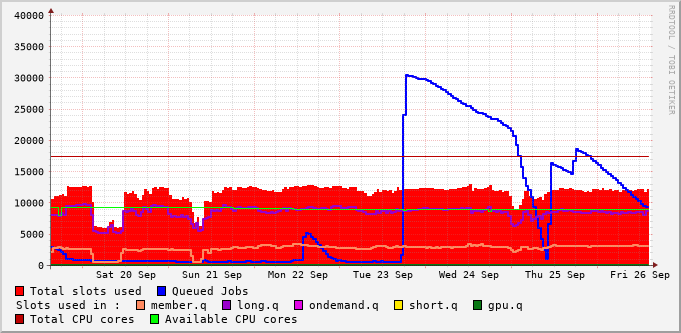 RRDTOOL / TOBI OETIKER
40000
35000
30000
25000
20000
15000
10000
5000
0
Sat 20 Sep Sun 21 Sep Mon 22 Sep Tue 23 Sep Wed 24 Sep Thu 25 Sep Fri 26 Sep
Total slots used Queued Jobs
Slots used in : member.q long.q ondemand.q short.q gpu.q
Total CPU cores Available CPU cores